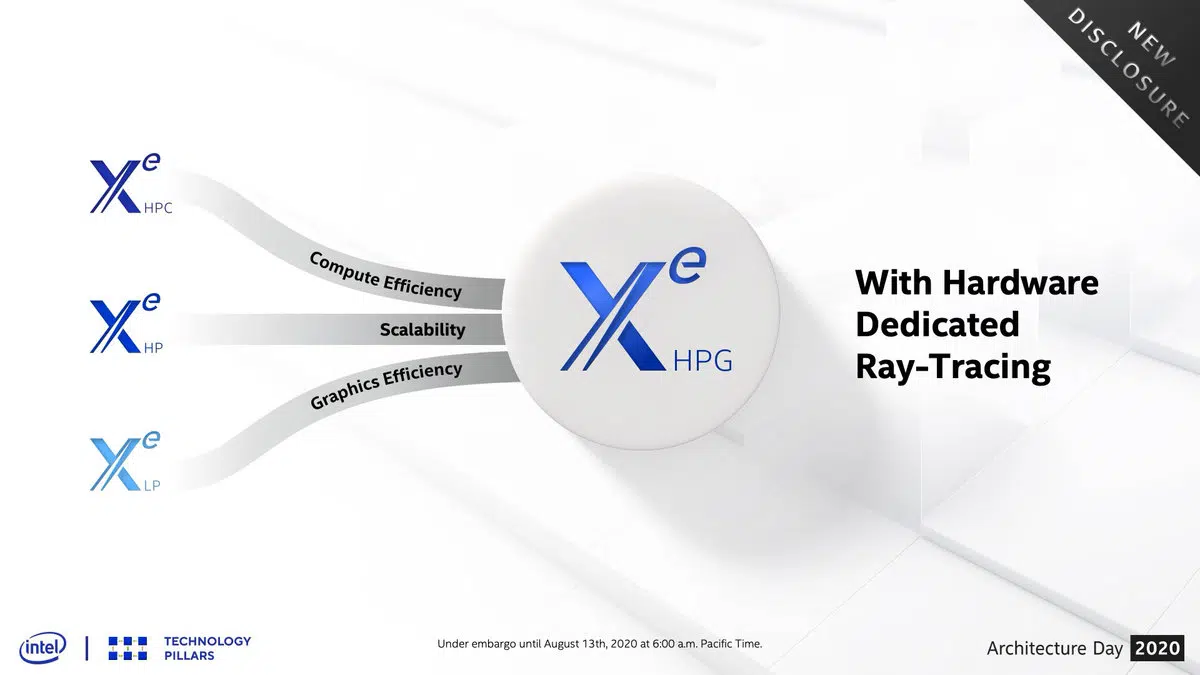 NEW
DISCLOSURE
Xe HPC
Compute Efficiency
Xe HP
Scalability
Xe LP
Graphics Efficiency
Xe HPG
With Hardware
Dedicated
Ray-Tracing
intel
TECHNOLOGY
PILLARS
Under embargo until August 13th, 2020 at 6:00 a.m. Pacific Time.
Architecture Day 2020